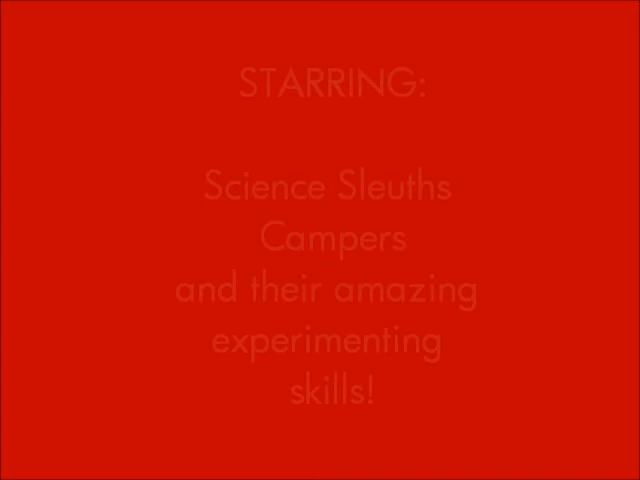 STARRING:
Science Sleuths
Campers
and their amazing
experimenting
skills!